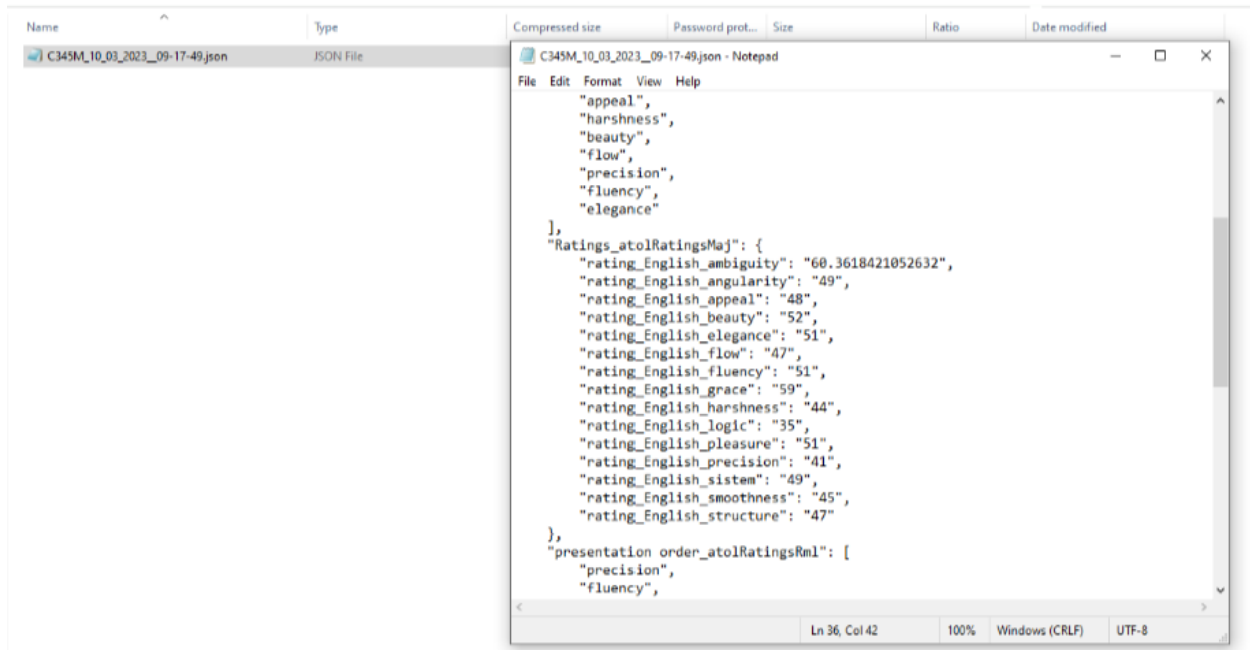 Name Type Compressed size Password prot... Size Ratio Date modified
C345M_10_03_2023__09-17-49.json JSON File
C345M_10_03_2023__09-17-49.json - Notepad
File Edit Format View Help
"appeal",
"harshness",
"beauty",
"flow",
"precision",
"fluency",
"elegance"
],
"Ratings_atolRatingsMaj": {
"rating_English_ambiguity": "60.3618421052632",
"rating_English_angularity": "49",
"rating_English_appeal": "48",
"rating_English_beauty": "52",
"rating_English_elegance": "51",
"rating_English_flow": "47",
"rating_English_fluency": "51",
"rating_English_grace": "59",
"rating_English_harshness": "44",
"rating_English_logic": "35",
"rating_English_pleasure": "51",
"rating_English_precision": "41",
"rating_English_sistem": "49",
"rating_English_smoothness": "45",
"rating_English_structure": "47"
},
"presentation order_atolRatingsRml": [
"precision",
"fluency",
Ln 36, Col 42 100% Windows (CRLF) UTF-8